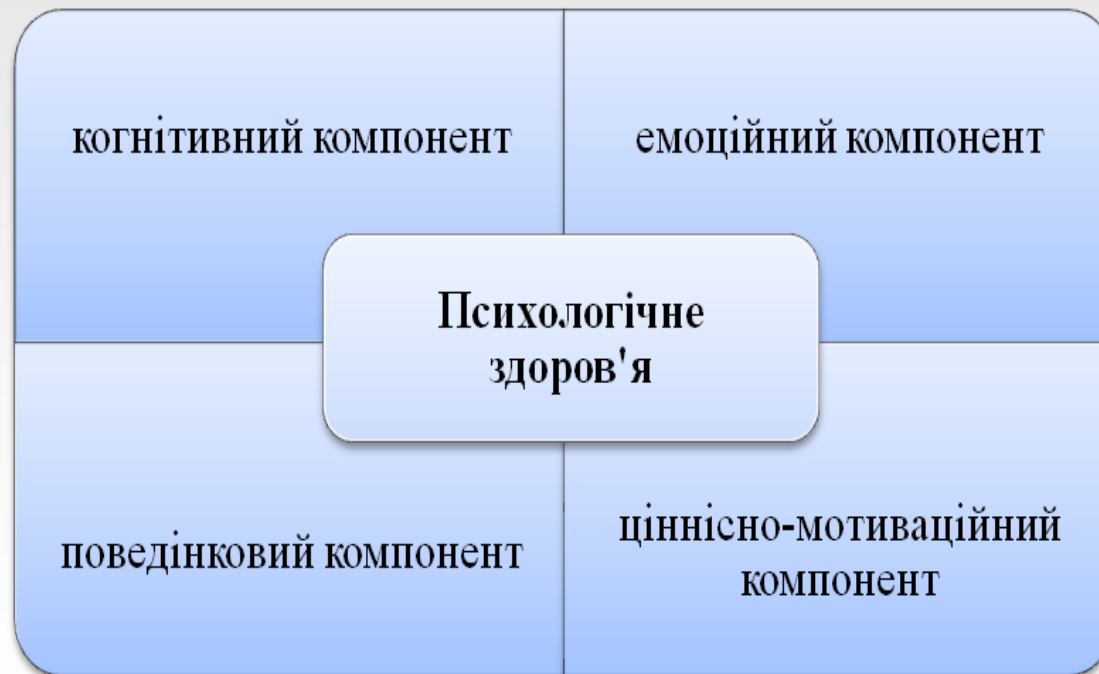 когнітивний компонент
емоційний компонент
Психологічне
здоров'я
поведінковий компонент
ціннісно-мотиваційний
компонент